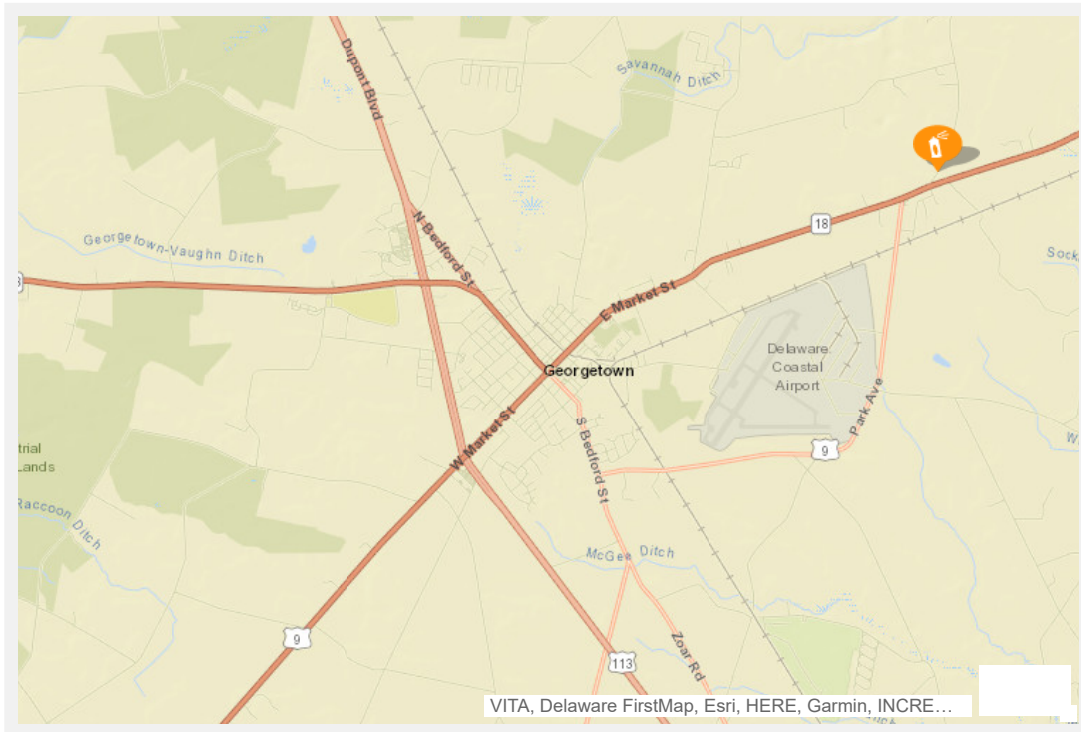 Dupont Blvd
Savannah Ditch
18
N Bedford St
Georgetown-Vaughn Ditch
E Market St
Delaware
Coastal
Airport
Georgetown
Park Ave
W Market St
S Bedford St
9
trial
Lands
Raccoon Ditch
McGee Ditch
9
113
Zoar Rd
VITA, Delaware FirstMap, Esri, HERE, Garmin, INCRE…